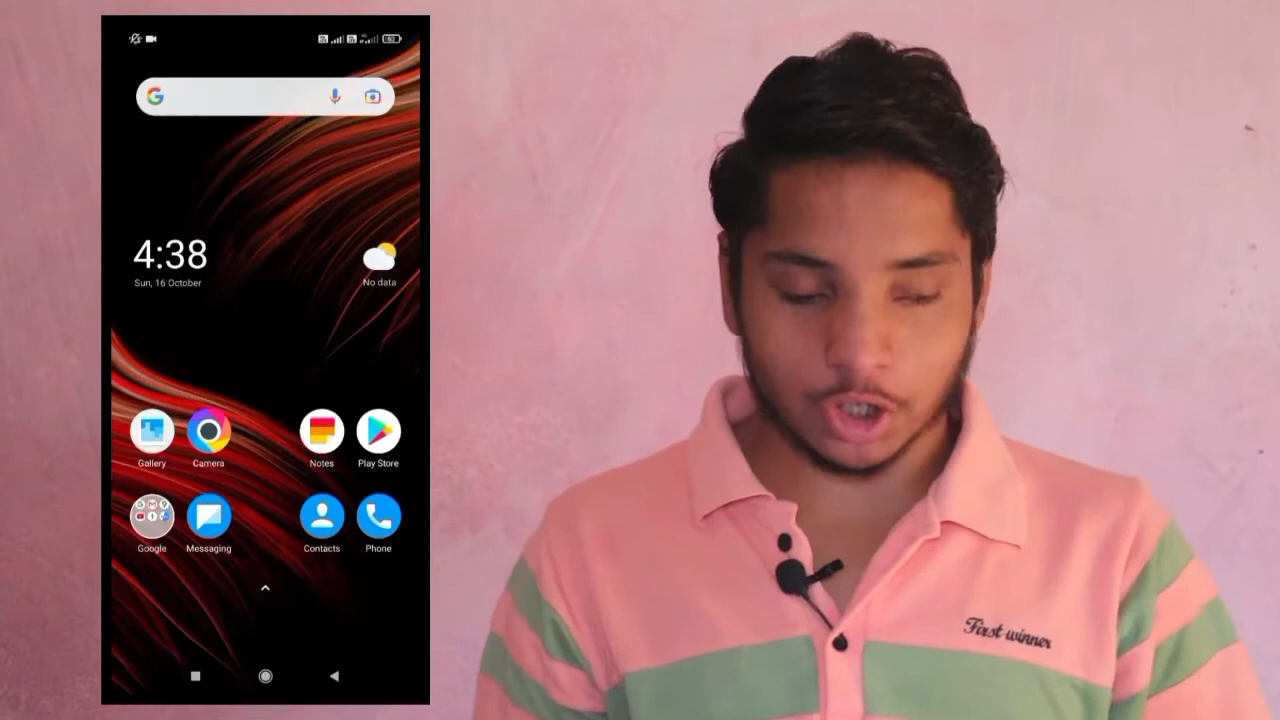 4:38
Sun, 16 October
No data
Gallery
Camera
Notes
Play Store
Google
Messaging
Contacts
Phone
First-winner